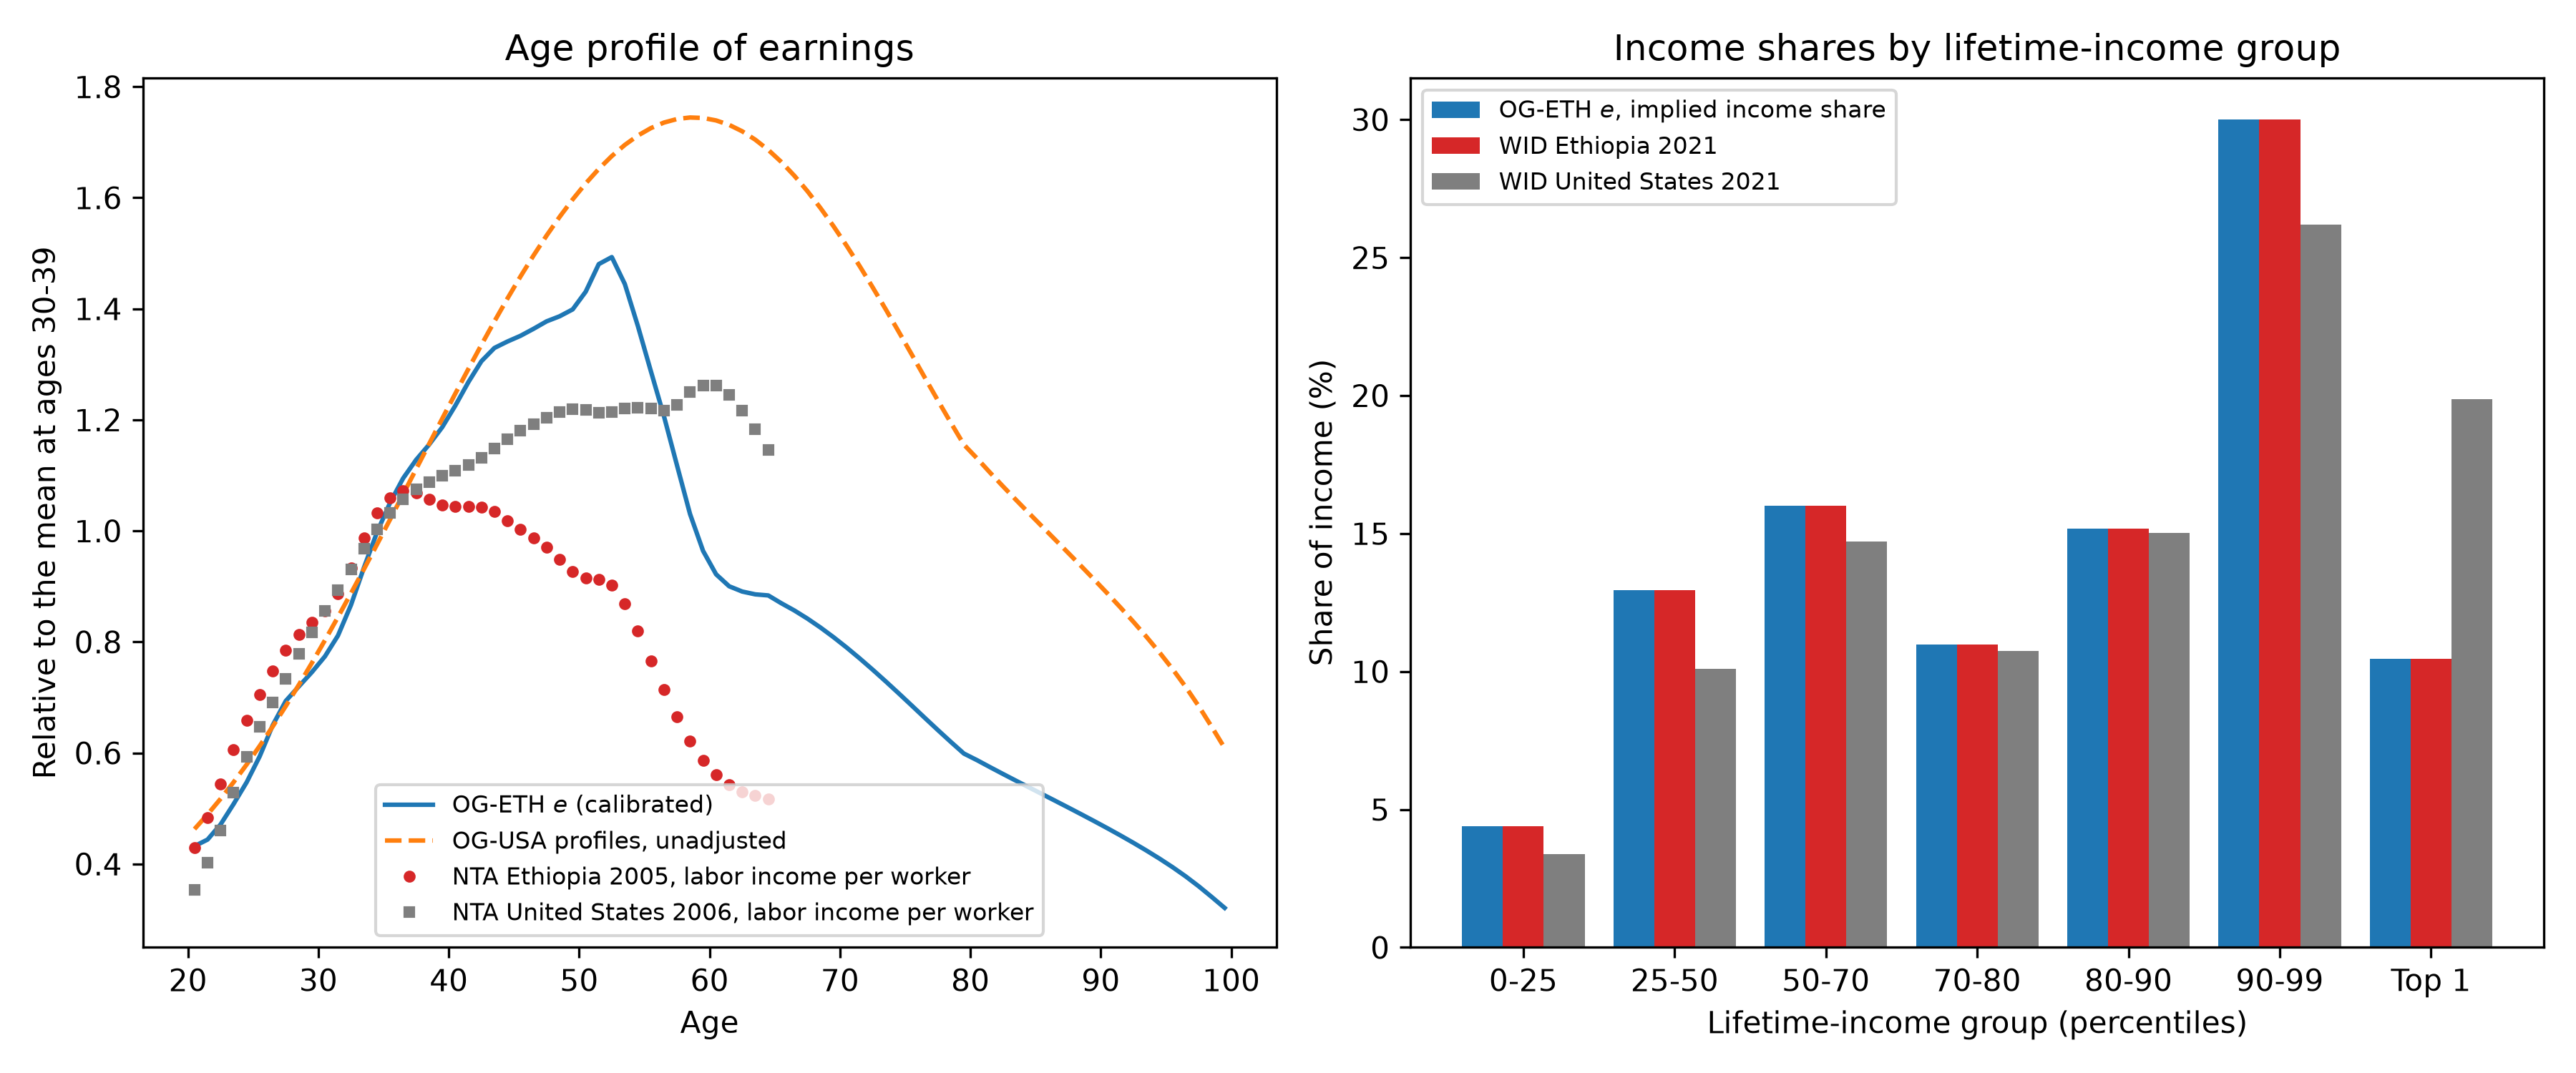 Age profile of earnings
Relative to the mean at ages 30-39
1.8
1.6
1.4
1.2
1.0
0.8
0.6
0.4
OG-ETH e (calibrated)
OG-USA profiles, unadjusted
NTA Ethiopia 2005, labor income per worker
NTA United States 2006, labor income per worker
20 30 40 50 60 70 80 90 100
Age
Income shares by lifetime-income group
Share of income (%)
30
25
20
15
10
5
0
OG-ETH e, implied income share
WID Ethiopia 2021
WID United States 2021
0-25 25-50 50-70 70-80 80-90 90-99 Top 1
Lifetime-income group (percentiles)